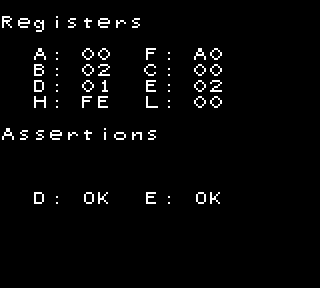 Registers
A: 00 F: A0
B: 02 C: 00
D: 01 E: 02
H: FE L: 00
Assertions
D: OK E: OK